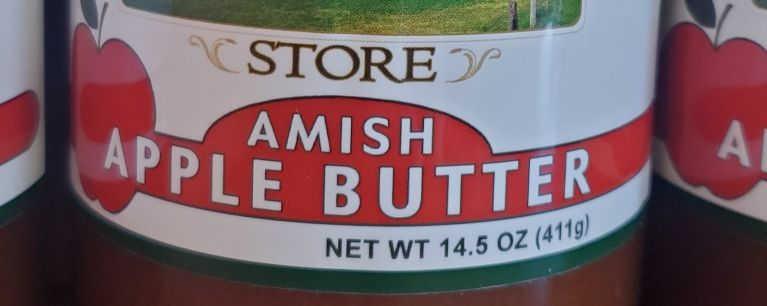 STORE
AMISH
APPLE BUTTER
NET WT 14.5 OZ (411g)
A